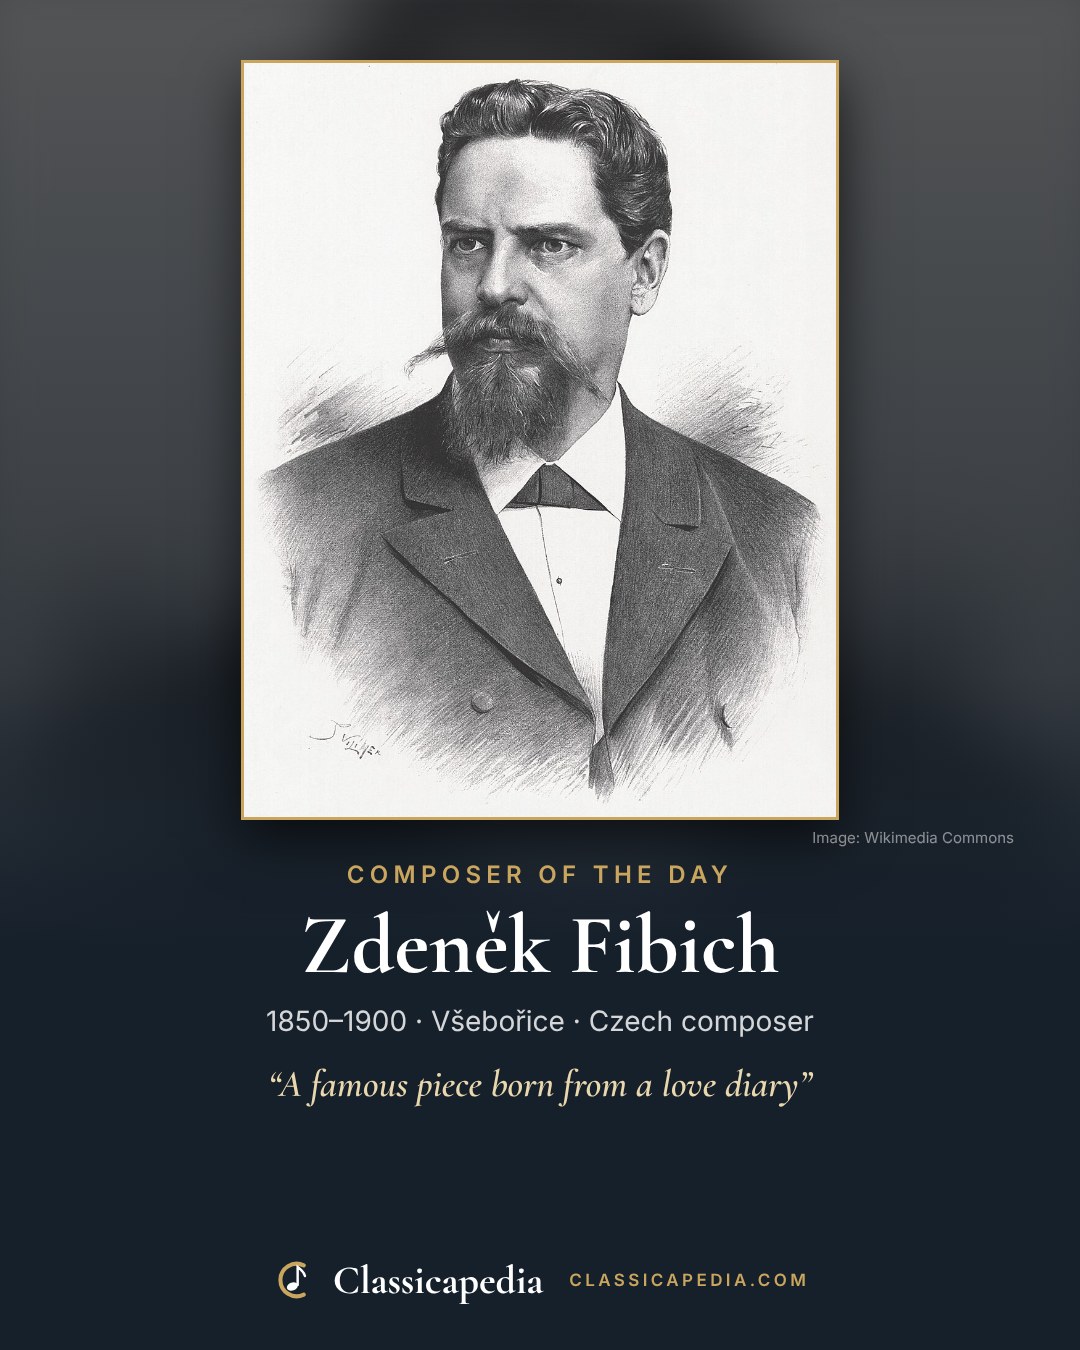 J. Vilímek
Image: Wikimedia Commons
COMPOSER OF THE DAY
Zdeněk Fibich
1850–1900 · Všebořice · Czech composer
“A famous piece born from a love diary”
Classicapedia CLASSICAPEDIA.COM